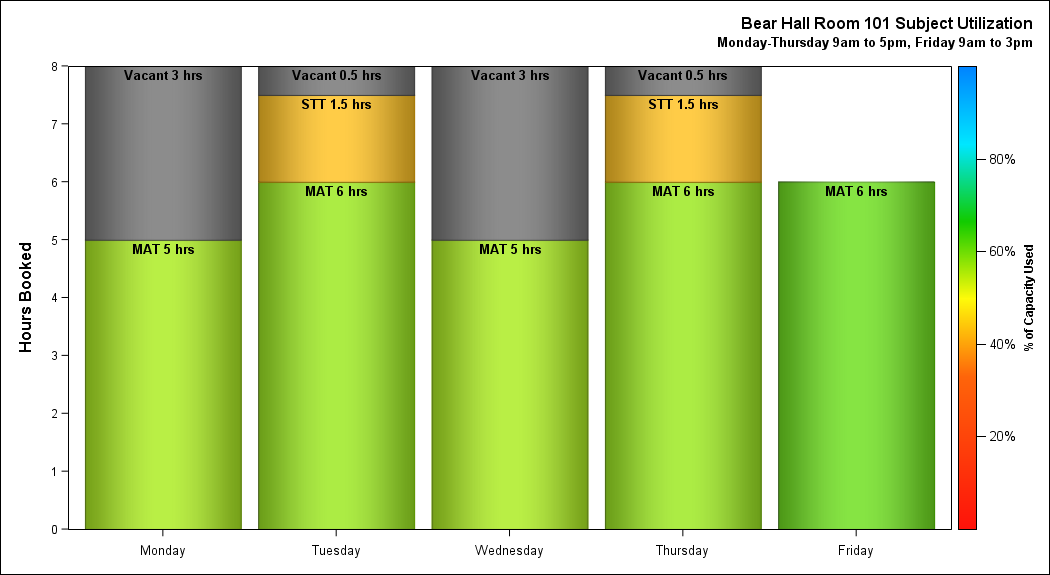 Bear Hall Room 101 Subject Utilization
Monday-Thursday 9am to 5pm, Friday 9am to 3pm
Hours Booked
8
7
6
5
4
3
2
1
0
Vacant 3 hrs
MAT 5 hrs
Vacant 0.5 hrs
STT 1.5 hrs
MAT 6 hrs
Vacant 3 hrs
MAT 5 hrs
Vacant 0.5 hrs
STT 1.5 hrs
MAT 6 hrs
MAT 6 hrs
Monday
Tuesday
Wednesday
Thursday
Friday
80%
60%
40%
20%
% of Capacity Used